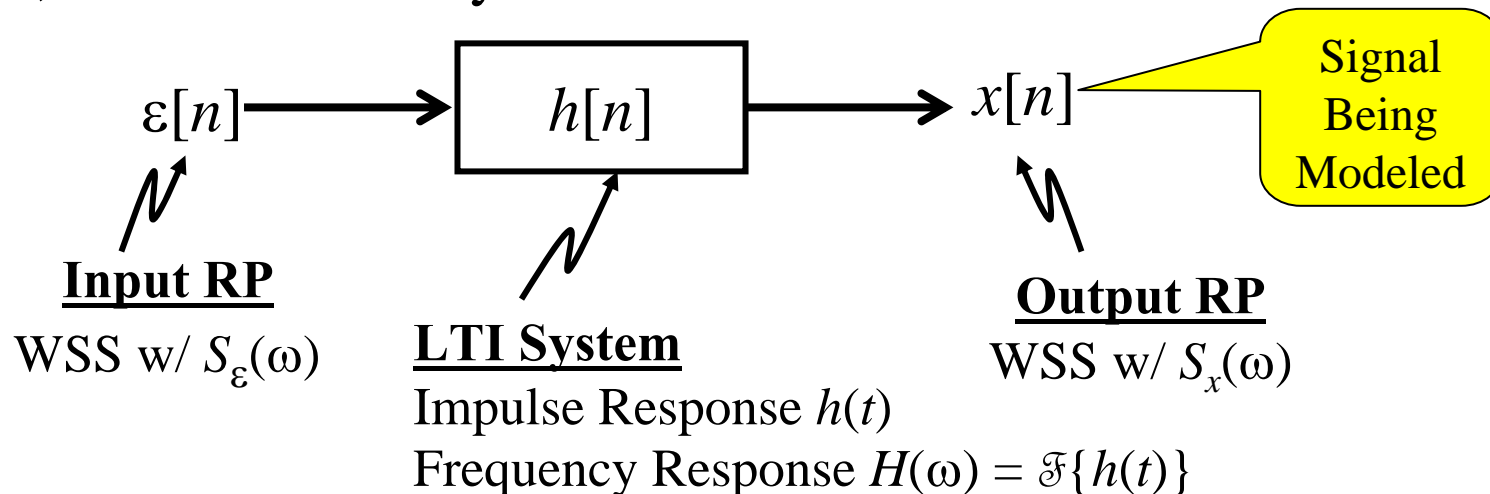 ε[n]
h[n]
x[n]
Signal
Being
Modeled
Input RP
WSS w/ Sε(ω)
LTI System
Impulse Response h(t)
Frequency Response H(ω) = ℱ{h(t)}
Output RP
WSS w/ Sx(ω)